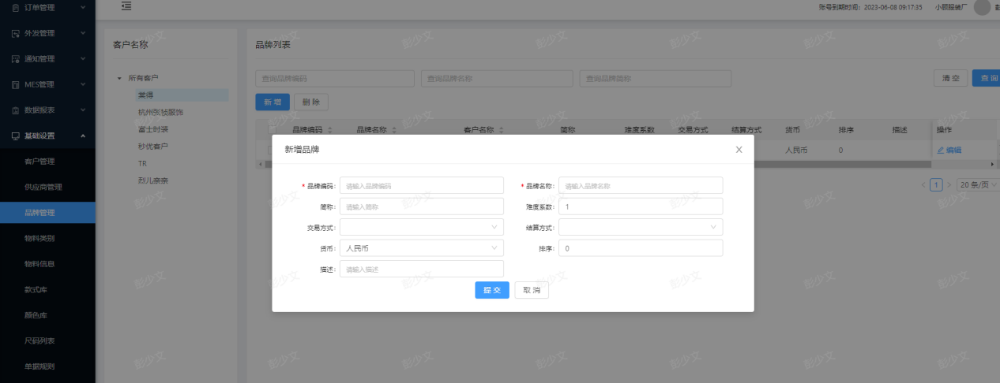 订单管理
账号到期时间：2023-06-08 09:17:35 小颢服装厂 彭
外发管理
通知管理
MES管理
数据报表
基础设置
客户管理
供应商管理
品牌管理
物料类别
物料信息
款式库
颜色库
尺码列表
单据规则
客户名称
所有客户
棠得
杭州张桢服饰
富士时装
秒优客户
TR
烈儿亲亲
品牌列表
查询品牌编码 查询品牌名称 查询品牌简称 清 空 查 询
新 增 删 除
品牌编码 品牌名称 客户名称 简称 难度系数 交易方式 结算方式 货币 排序 描述 操作
人民币 0 编辑
1 20 条/页
新增品牌
* 品牌编码： 请输入品牌编码 * 品牌名称： 请输入品牌名称
简称： 请输入简称 难度系数： 1
交易方式： 结算方式：
货币： 人民币 排序： 0
描述： 请输入描述
提 交 取 消
彭少文